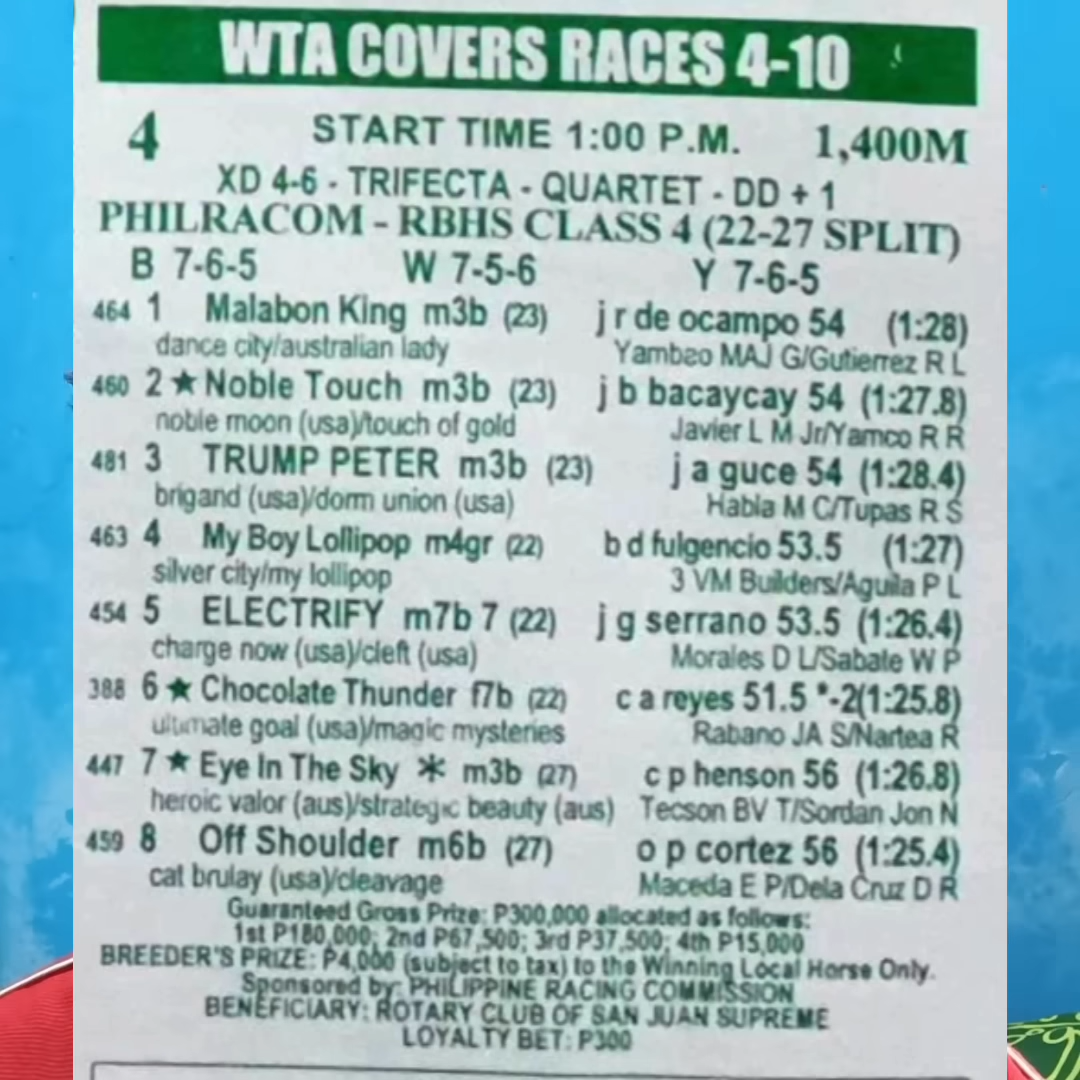 WTA COVERS RACES 4-10
4 START TIME 1:00 P.M. 1,400M
XD 4-6 - TRIFECTA - QUARTET - DD + 1
PHILRACOM - RBHS CLASS 4 (22-27 SPLIT)
B 7-6-5 W 7-5-6 Y 7-6-5
464 1 Malabon King m3b (23) j r de ocampo 54 (1:28)
dance city/australian lady Yambao MAJ G/Gutierrez R L
460 2 ★ Noble Touch m3b (23) j b bacaycay 54 (1:27.8)
noble moon (usa)/touch of gold Javier L M Jr/Yamco R R
481 3 TRUMP PETER m3b (23) j a guce 54 (1:28.4)
brigand (usa)/dorm union (usa) Habla M C/Tupas R S
463 4 My Boy Lollipop m4gr (22) b d fulgencio 53.5 (1:27)
silver city/my lollipop 3 VM Builders/Aguila P L
454 5 ELECTRIFY m7b 7 (22) j g serrano 53.5 (1:26.4)
charge now (usa)/cleft (usa) Morales D L/Sabate W P
388 6 ★ Chocolate Thunder f7b (22) c a reyes 51.5 *-2(1:25.8)
ultimate goal (usa)/magic mysteries Rabano JA S/Nartea R
447 7 ★ Eye In The Sky * m3b (27) c p henson 56 (1:26.8)
heroic valor (aus)/strategic beauty (aus) Tecson BV T/Sordan Jon N
459 8 Off Shoulder m6b (27) o p cortez 56 (1:25.4)
cat brulay (usa)/cleavage Maceda E P/Dela Cruz D R
Guaranteed Gross Prize: P300,000 allocated as follows:
1st P180,000; 2nd P67,500; 3rd P37,500; 4th P15,000
BREEDER'S PRIZE: P4,000 (subject to tax) to the Winning Local Horse Only.
Sponsored by: PHILIPPINE RACING COMMISSION
BENEFICIARY: ROTARY CLUB OF SAN JUAN SUPREME
LOYALTY BET: P300